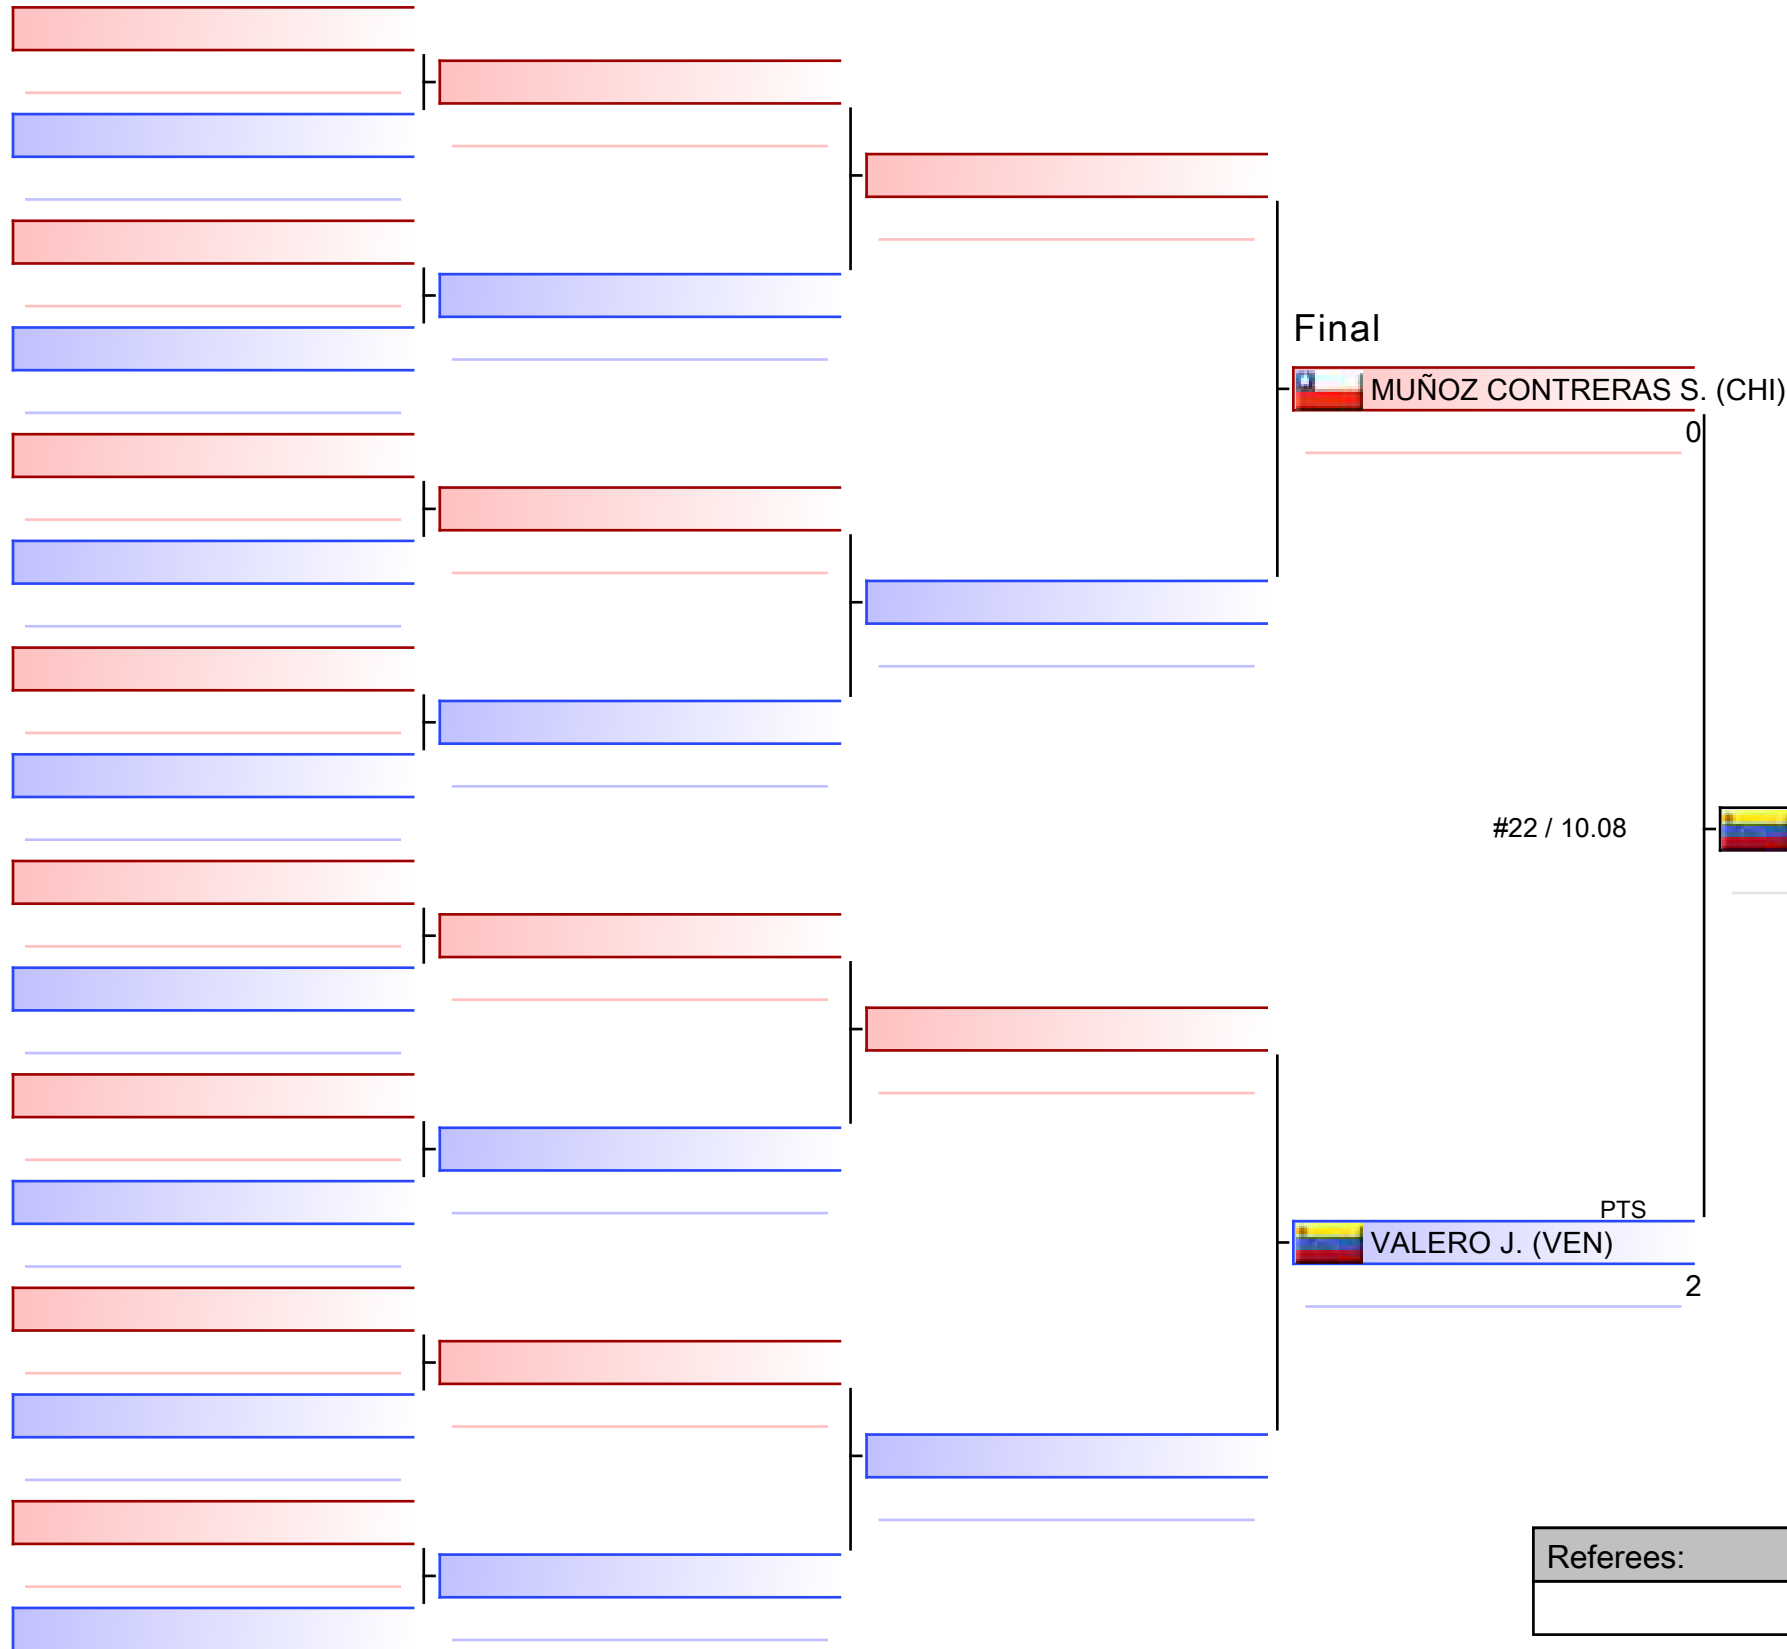 Final
MUÑOZ CONTRERAS S. (CHI)
0
#22 / 10.08
PTS
VALERO J. (VEN)
2
Referees: